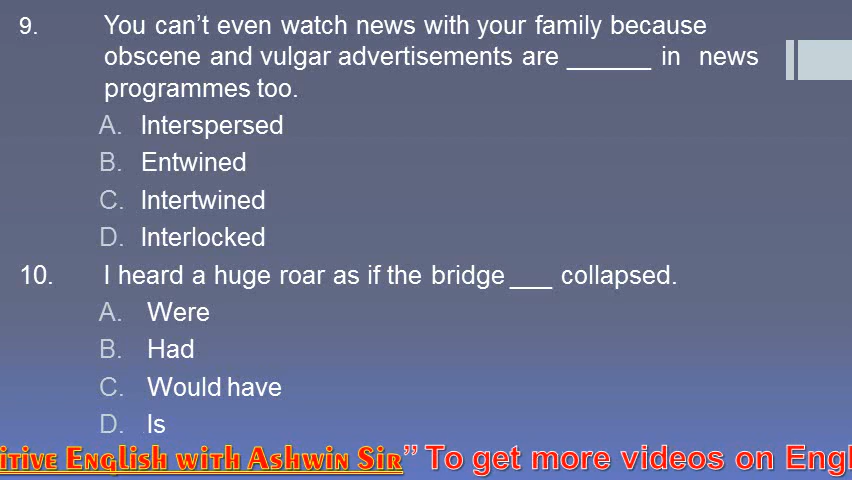 9. You can’t even watch news with your family because
obscene and vulgar advertisements are ______ in news
programmes too.
A. Interspersed
B. Entwined
C. Intertwined
D. Interlocked
10. I heard a huge roar as if the bridge ___ collapsed.
A. Were
B. Had
C. Would have
D. Is
itive English with Ashwin Sir” To get more videos on Engl